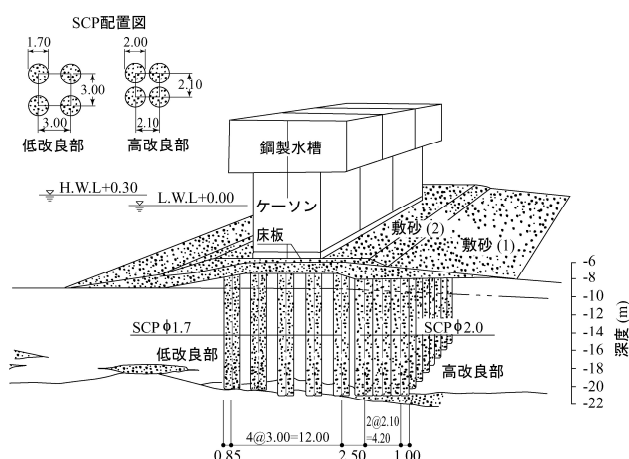 SCP配置図
1.70
2.00
3.00
2.10
3.00
2.10
低改良部
高改良部
鋼製水槽
H.W.L+0.30
L.W.L+0.00
ケーソン
床板
敷砂 (2)
敷砂 (1)
-6
-8
-10
-12
-14
-16
-18
-20
-22
深度 (m)
SCPφ1.7
SCPφ2.0
低改良部
高改良部
4@3.00=12.00
2@2.10
=4.20
0.85
2.50
1.00